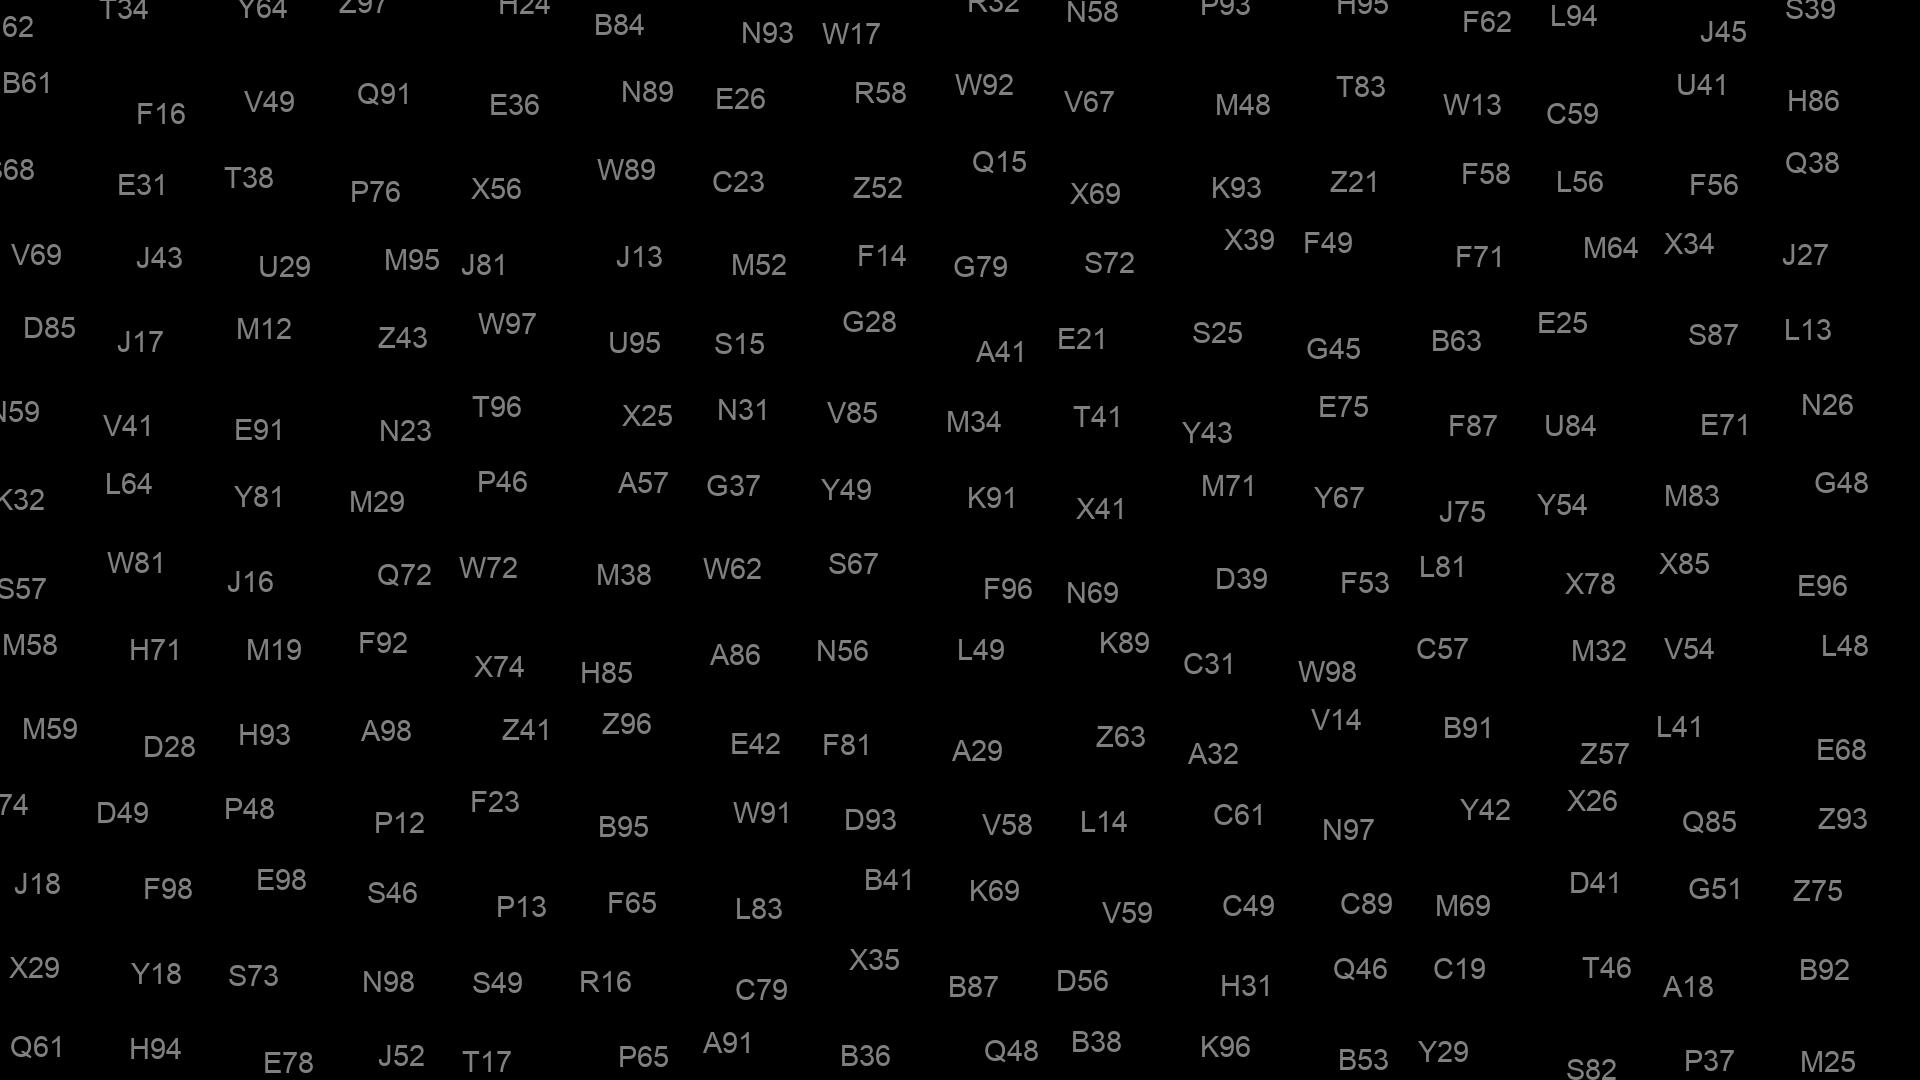 62 T34 Y64 Z97 H24 B84 N93 W17 R32 N58 P93 H95 F62 L94 J45 S39
B61 F16 V49 Q91 E36 N89 E26 R58 W92 V67 M48 T83 W13 C59 U41 H86
68 E31 T38 P76 X56 W89 C23 Z52 Q15 X69 K93 Z21 F58 L56 F56 Q38
V69 J43 U29 M95 J81 J13 M52 F14 G79 S72 X39 F49 F71 M64 X34 J27
D85 J17 M12 Z43 W97 U95 S15 G28 A41 E21 S25 G45 B63 E25 S87 L13
N59 V41 E91 N23 T96 X25 N31 V85 M34 T41 Y43 E75 F87 U84 E71 N26
K32 L64 Y81 M29 P46 A57 G37 Y49 K91 X41 M71 Y67 J75 Y54 M83 G48
S57 W81 J16 Q72 W72 M38 W62 S67 F96 N69 D39 F53 L81 X78 X85 E96
M58 H71 M19 F92 X74 H85 A86 N56 L49 K89 C31 W98 C57 M32 V54 L48
M59 D28 H93 A98 Z41 Z96 E42 F81 A29 Z63 A32 V14 B91 Z57 L41 E68
74 D49 P48 P12 F23 B95 W91 D93 V58 L14 C61 N97 Y42 X26 Q85 Z93
J18 F98 E98 S46 P13 F65 L83 B41 K69 V59 C49 C89 M69 D41 G51 Z75
X29 Y18 S73 N98 S49 R16 C79 X35 B87 D56 H31 Q46 C19 T46 A18 B92
Q61 H94 E78 J52 T17 P65 A91 B36 Q48 B38 K96 B53 Y29 S82 P37 M25